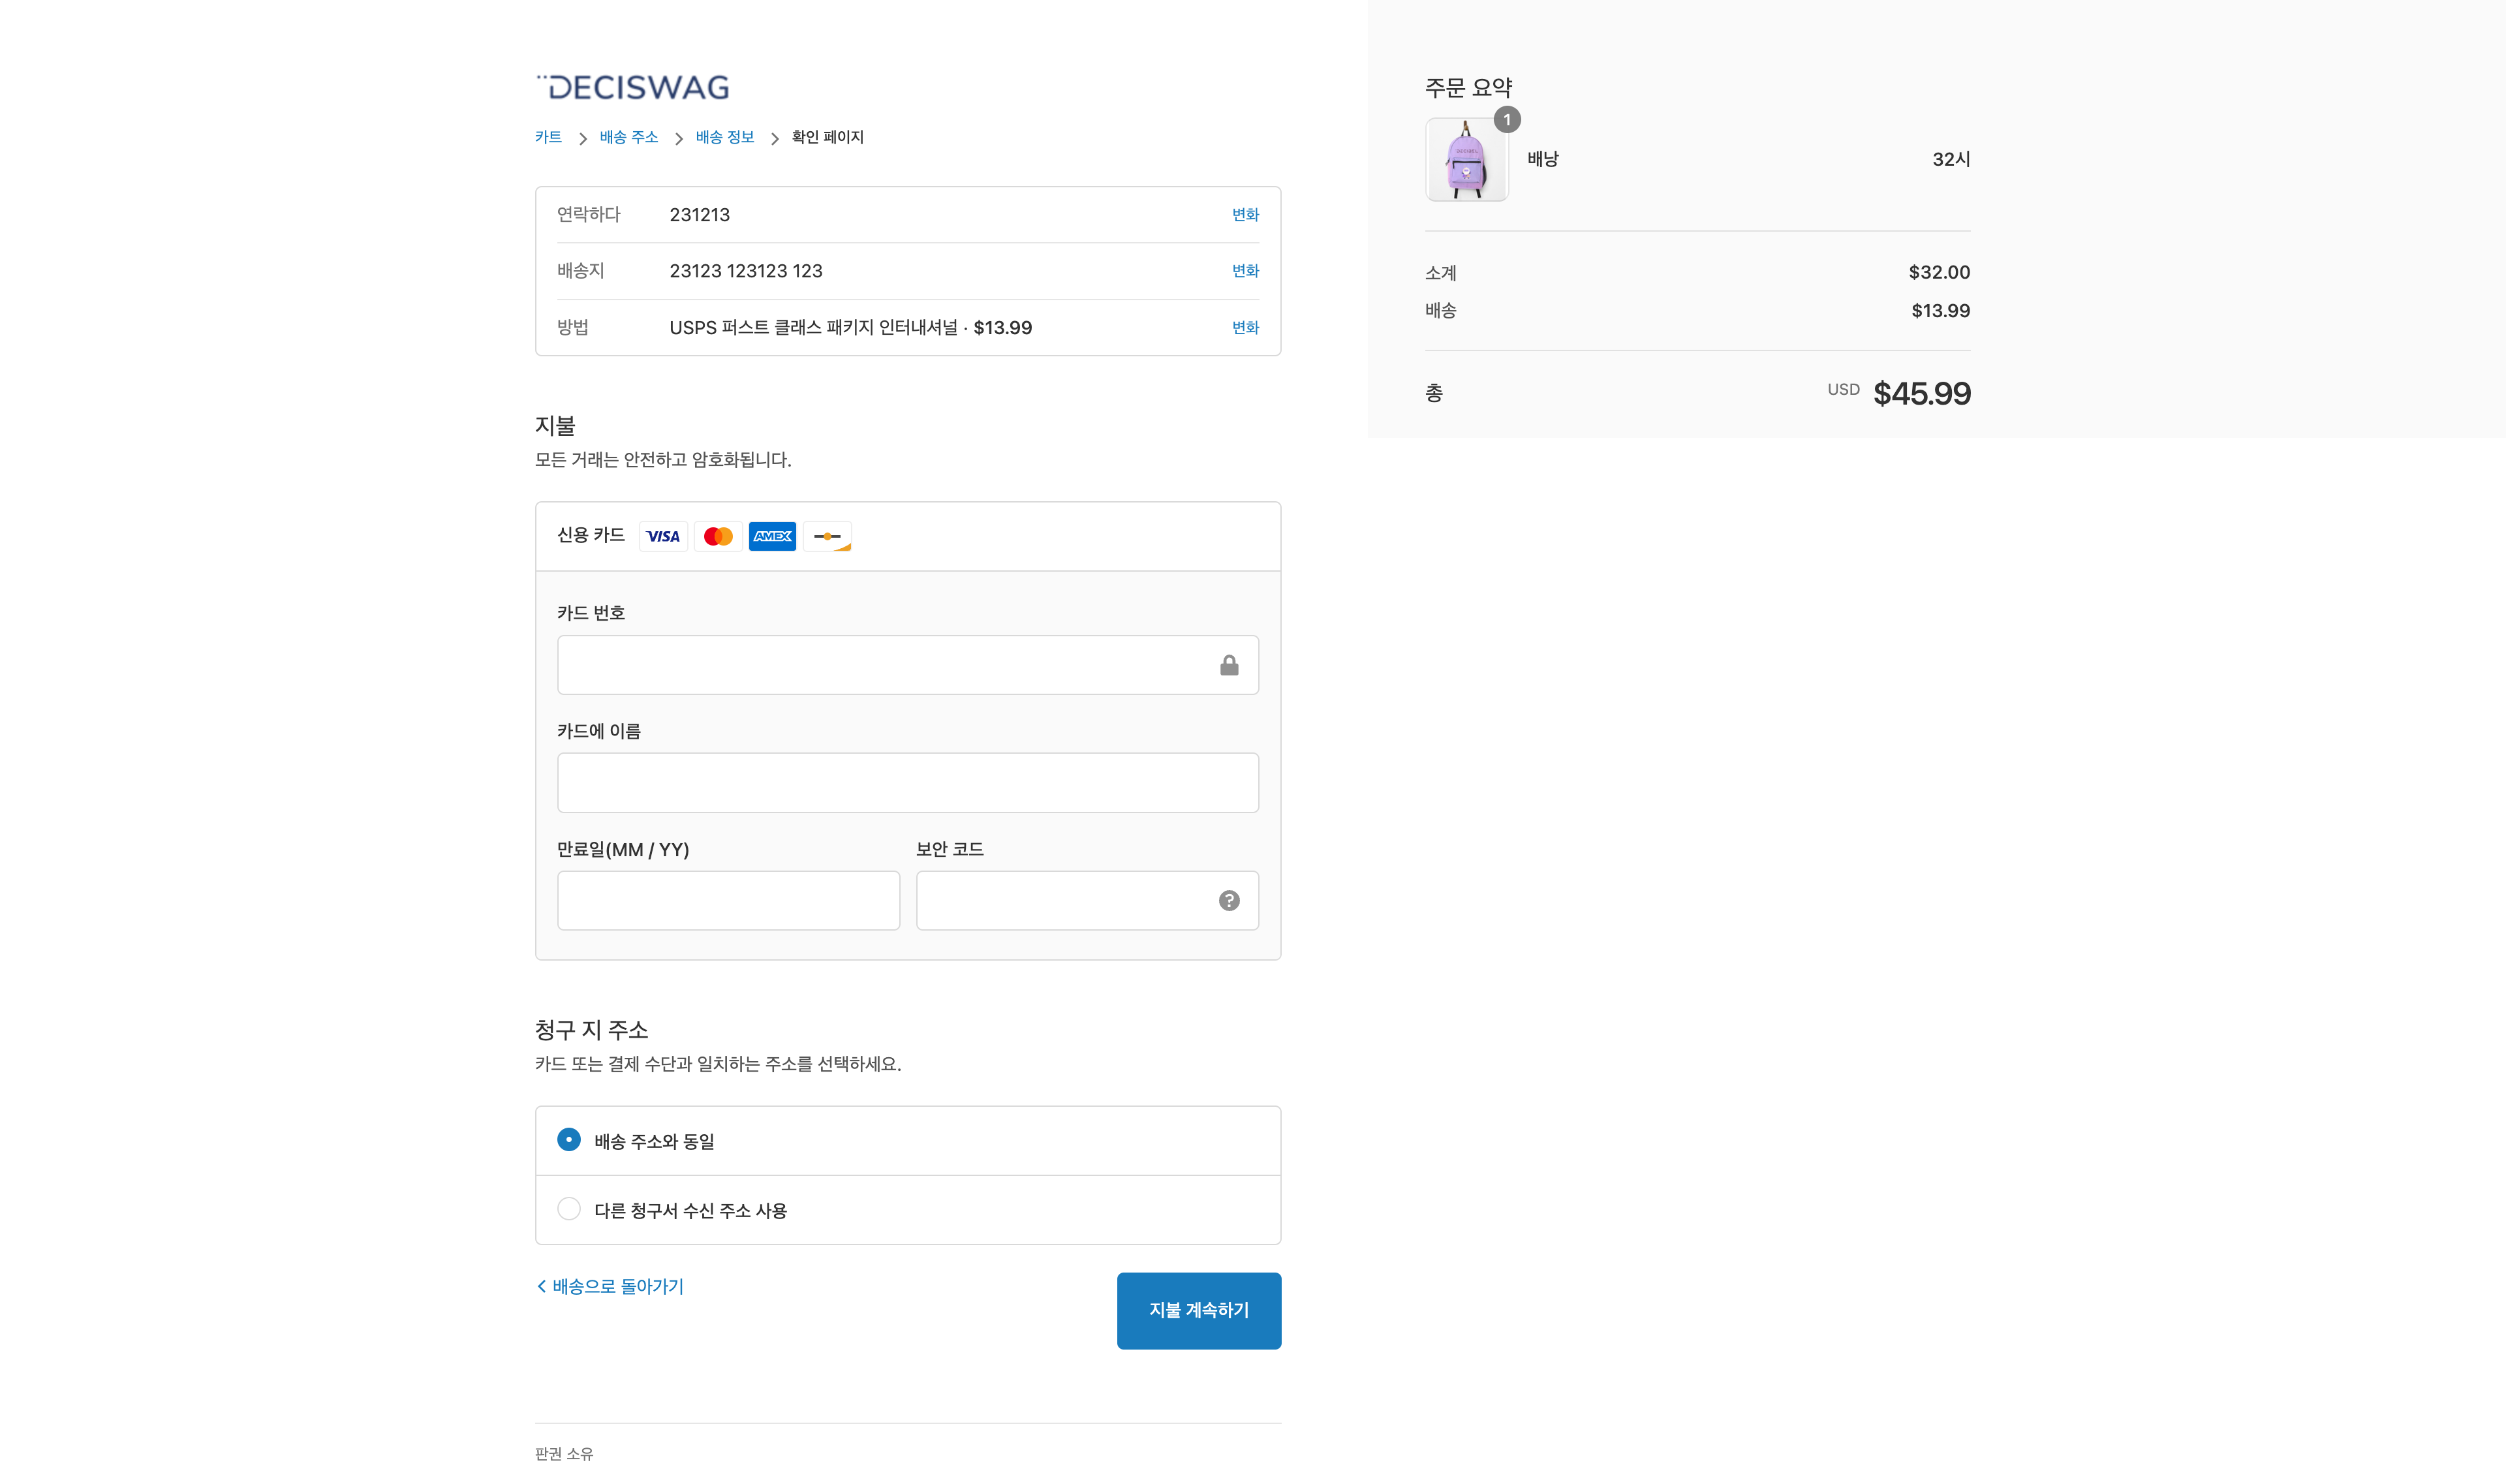 DECISWAG
카트 > 배송 주소 > 배송 정보 > 확인 페이지
연락하다 231213 변화
배송지 23123 123123 123 변화
방법 USPS 퍼스트 클래스 패키지 인터내셔널 · $13.99 변화
지불
모든 거래는 안전하고 암호화됩니다.
신용 카드 VISA AMEX
카드 번호
카드에 이름
만료일(MM / YY) 보안 코드
?
청구 지 주소
카드 또는 결제 수단과 일치하는 주소를 선택하세요.
배송 주소와 동일
다른 청구서 수신 주소 사용
배송으로 돌아가기
지불 계속하기
판권 소유
주문 요약
1
배낭 32시
소계 $32.00
배송 $13.99
총 USD $45.99